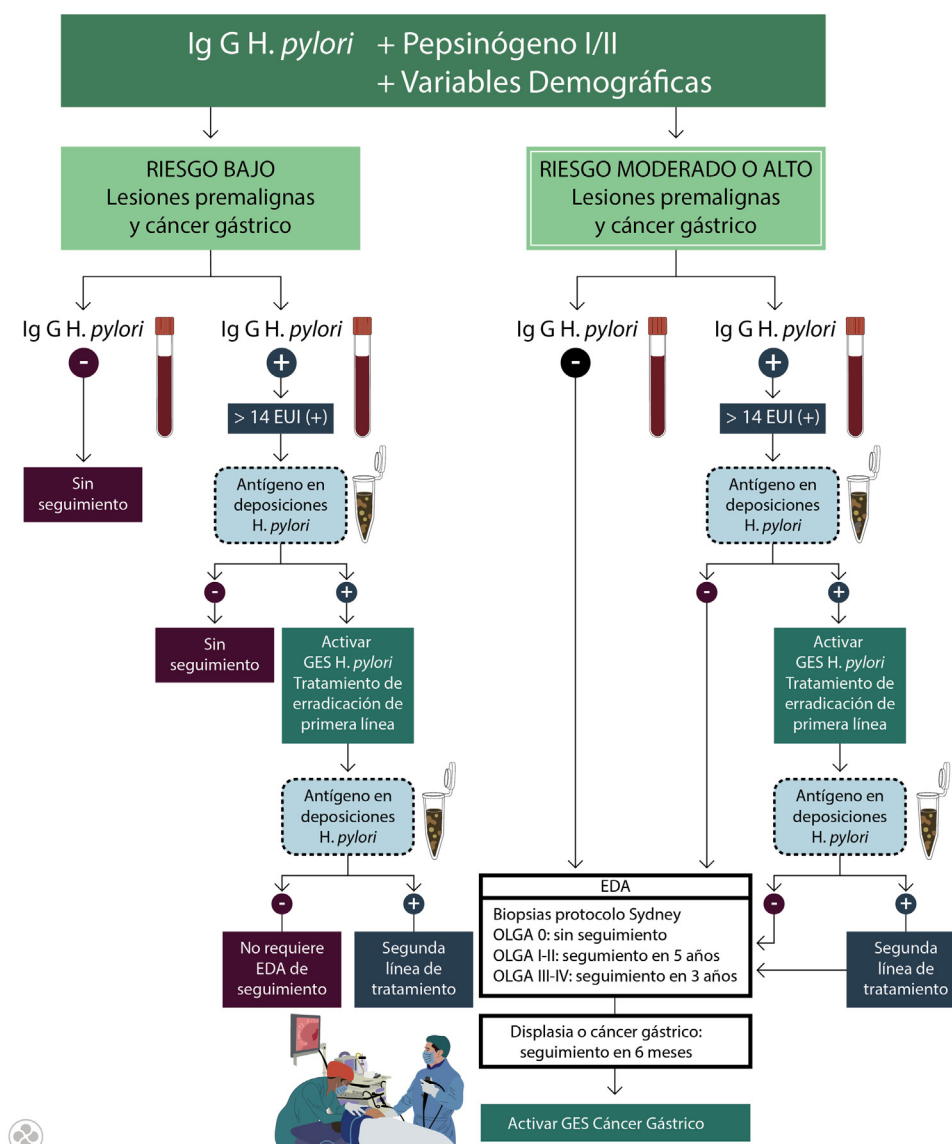 Ig G H. pylori + Pepsinógeno I/II
+ Variables Demográficas
RIESGO BAJO
Lesiones premalignas
y cáncer gástrico
RIESGO MODERADO O ALTO
Lesiones premalignas
y cáncer gástrico
Ig G H. pylori
-
Ig G H. pylori
+
Ig G H. pylori
-
Ig G H. pylori
+
> 14 EUI (+)
> 14 EUI (+)
Sin
seguimiento
Antígeno en
deposiciones
H. pylori
Antígeno en
deposiciones
H. pylori
-
+
-
+
Sin
seguimiento
Activar
GES H. pylori
Tratamiento de
erradicación de
primera línea
Activar
GES H. pylori
Tratamiento de
erradicación de
primera línea
Antígeno en
deposiciones
H. pylori
Antígeno en
deposiciones
H. pylori
-
+
-
+
No requiere
EDA de
seguimiento
Segunda
línea de
tratamiento
EDA
Biopsias protocolo Sydney
OLGA 0: sin seguimiento
OLGA I-II: segumiento en 5 años
OLGA III-IV: seguimiento en 3 años
Segunda
línea de
tratamiento
Displasia o cáncer gástrico:
seguimiento en 6 meses
Activar GES Cáncer Gástrico